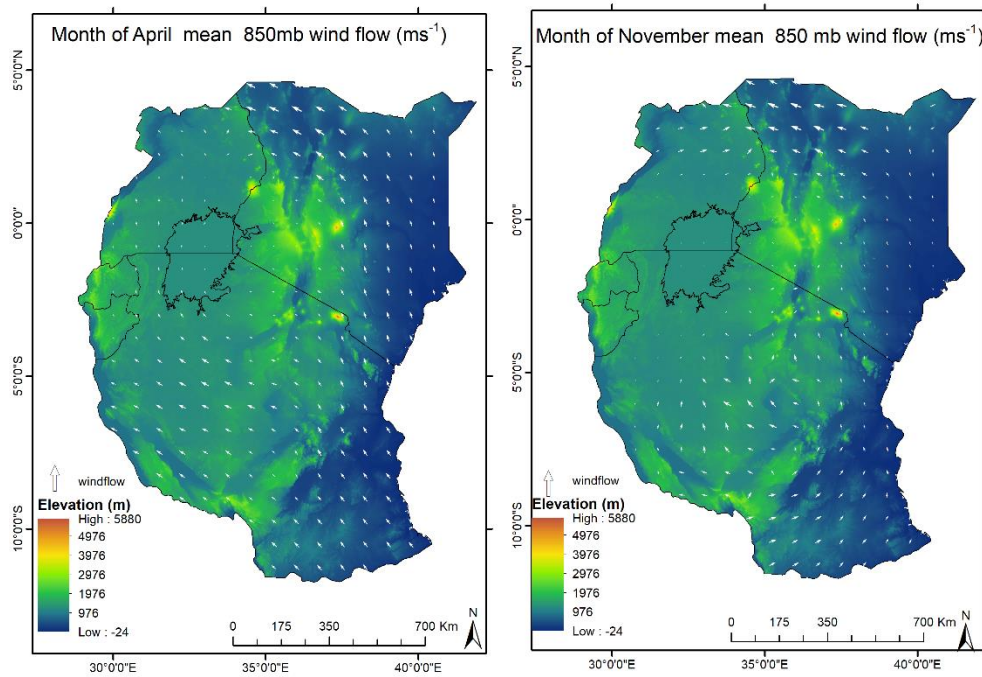 Month of April mean 850mb wind flow (ms⁻¹)
5°0'0"N
0°0'0"
5°0'0"S
10°0'0"S
windflow
Elevation (m)
High : 5880
4976
2976
1976
976
Low : -24
0 175 350 700 Km
N
30°0'0"E 35°0'0"E 40°0'0"E
Month of November mean 850 mb wind flow (ms⁻¹)
5°0'0"N
0°0'0"
5°0'0"S
10°0'0"S
windflow
Elevation (m)
High : 5880
4976
2976
1976
976
Low : -24
0 175 350 700 Km
N
30°0'0"E 35°0'0"E 40°0'0"E